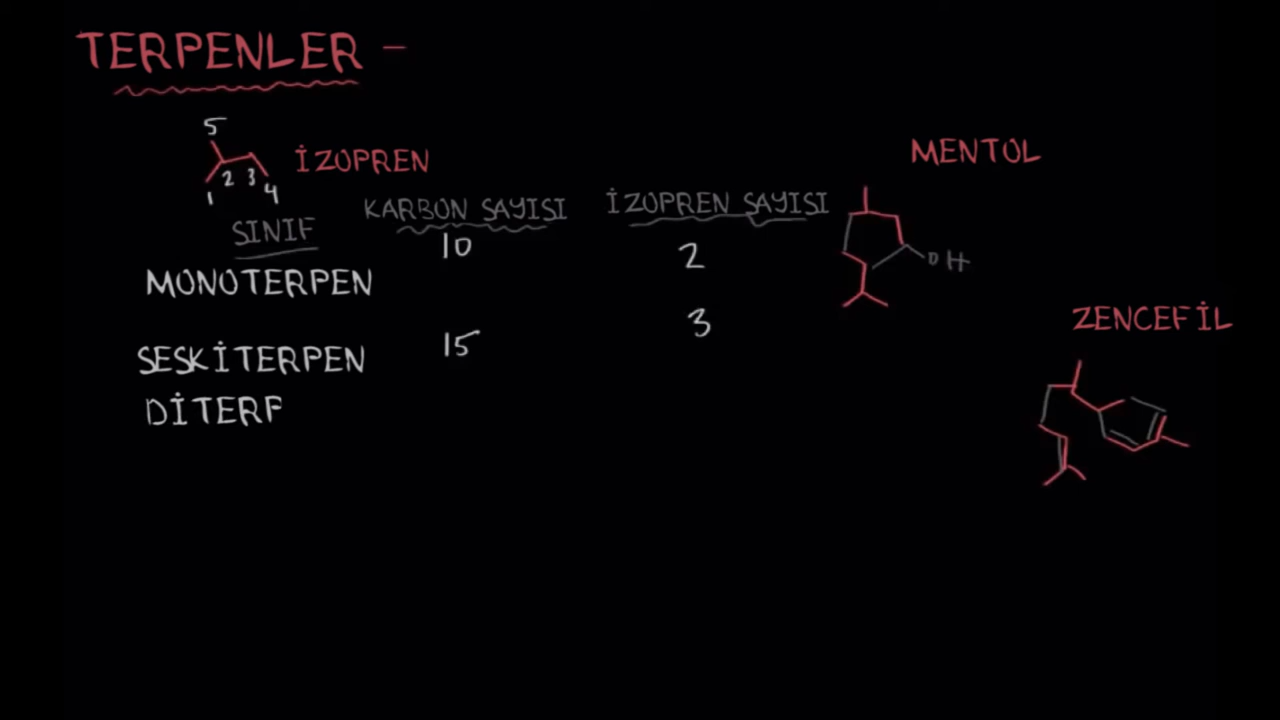 TERPENLER –
5
İZOPREN
1 2 3 4
MENTOL
SINIF KARBON SAYISI İZOPREN SAYISI
MONOTERPEN 10 2
OH
SESKİTERPEN 15 3
ZENCEFİL
DİTERP